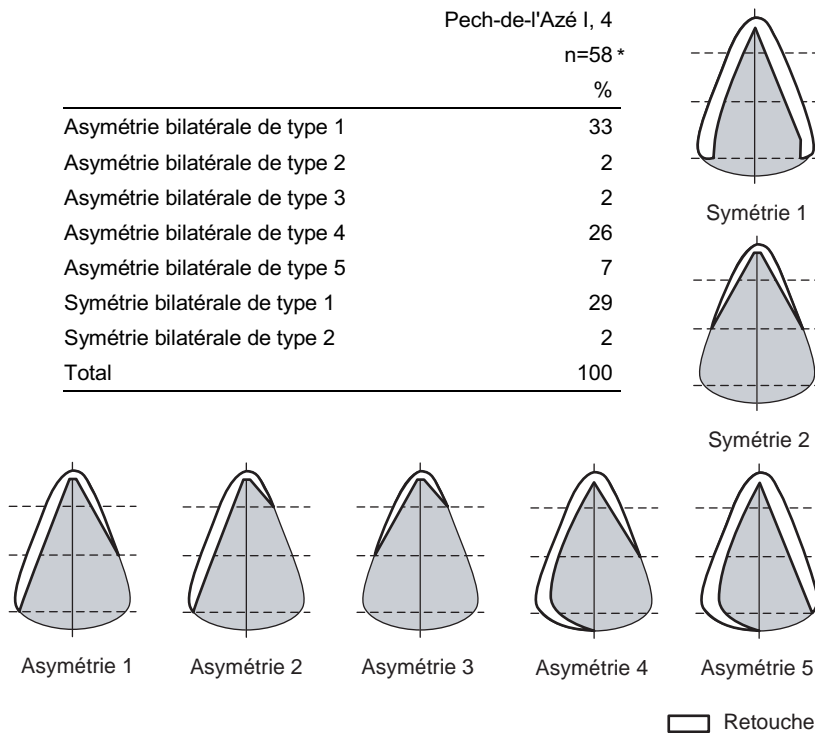 Pech-de-l'Azé I, 4
n=58 *
%
Asymétrie bilatérale de type 1 33
Asymétrie bilatérale de type 2 2
Asymétrie bilatérale de type 3 2
Asymétrie bilatérale de type 4 26
Asymétrie bilatérale de type 5 7
Symétrie bilatérale de type 1 29
Symétrie bilatérale de type 2 2
Total 100
Symétrie 1
Symétrie 2
Asymétrie 1 Asymétrie 2 Asymétrie 3 Asymétrie 4 Asymétrie 5
Retouche